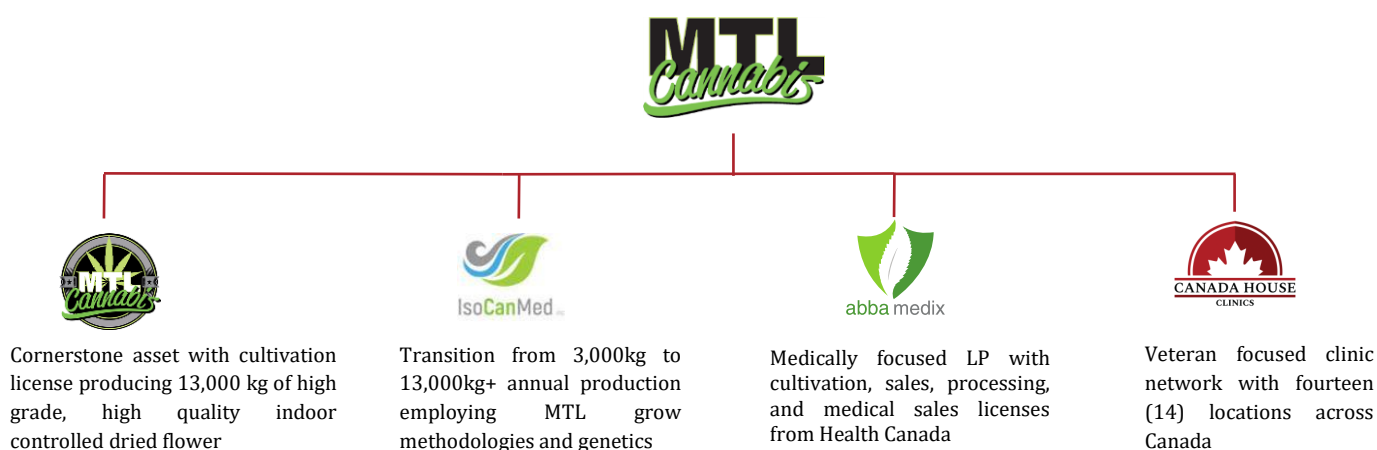 MTL
Cannabis
MTL
Cannabis
IsoCanMed
abba medix
CANADA HOUSE
CLINICS
Cornerstone asset with cultivation
license producing 13,000 kg of high
grade, high quality indoor
controlled dried flower
Transition from 3,000kg to
13,000kg+ annual production
employing MTL grow
methodologies and genetics
Medically focused LP with
cultivation, sales, processing,
and medical sales licenses
from Health Canada
Veteran focused clinic
network with fourteen
(14) locations across
Canada